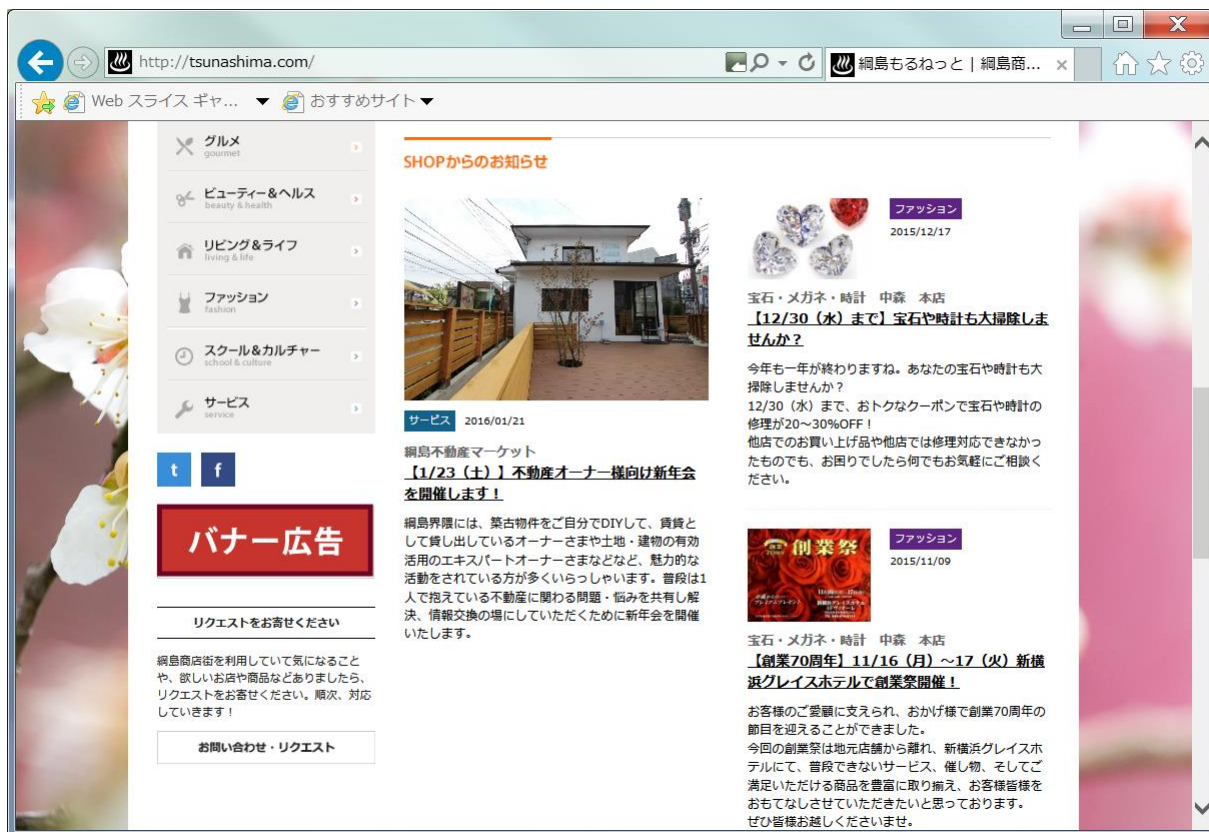 http://tsunashima.com/
綱島もるねっと | 綱島商...
Web スライス ギャ...
おすすめサイト
グルメ
gourmet
ビューティー&ヘルス
beauty & health
リビング&ライフ
living & life
ファッション
fashion
スクール&カルチャー
school & culture
サービス
service
t f
バナー広告
リクエストをお寄せください
綱島商店街を利用していて気になること
や、欲しいお店や商品などありましたら、
リクエストをお寄せください。順次、対応
していきます！
お問い合わせ・リクエスト
SHOPからのお知らせ
サービス 2016/01/21
綱島不動産マーケット
【1/23（土）】不動産オーナー様向け新年会
を開催します！
綱島界隈には、築古物件をご自分でDIYして、賃貸と
して貸し出しているオーナーさまや土地・建物の有効
活用のエキスパートオーナーさまなどなど、魅力的な
活動をされている方が多くいらっしゃいます。普段は1
人で抱えている不動産に関わる問題・悩みを共有し解
決、情報交換の場にしていただくために新年会を開催
いたします。
ファッション
2015/12/17
宝石・メガネ・時計　中森　本店
【12/30（水）まで】宝石や時計も大掃除しま
せんか？
今年も一年が終わりますね。あなたの宝石や時計も大
掃除しませんか？
12/30（水）まで、おトクなクーポンで宝石や時計の
修理が20～30%OFF！
他店でのお買い上げ品や他店では修理対応できなかっ
たものでも、お困りでしたら何でもお気軽にご相談く
ださい。
創業祭
ファッション
2015/11/09
宝石・メガネ・時計　中森　本店
【創業70周年】11/16（月）～17（火）新横
浜グレイスホテルで創業祭開催！
お客様のご愛顧に支えられ、おかげ様で創業70周年の
節目を迎えることができました。
今回の創業祭は地元店舗から離れ、新横浜グレイスホ
テルにて、普段できないサービス、催し物、そしてご
満足いただける商品を豊富に取り揃え、お客様皆様を
おもてなしさせていただきたいと思っております。
ぜひ皆様お越しくださいませ。